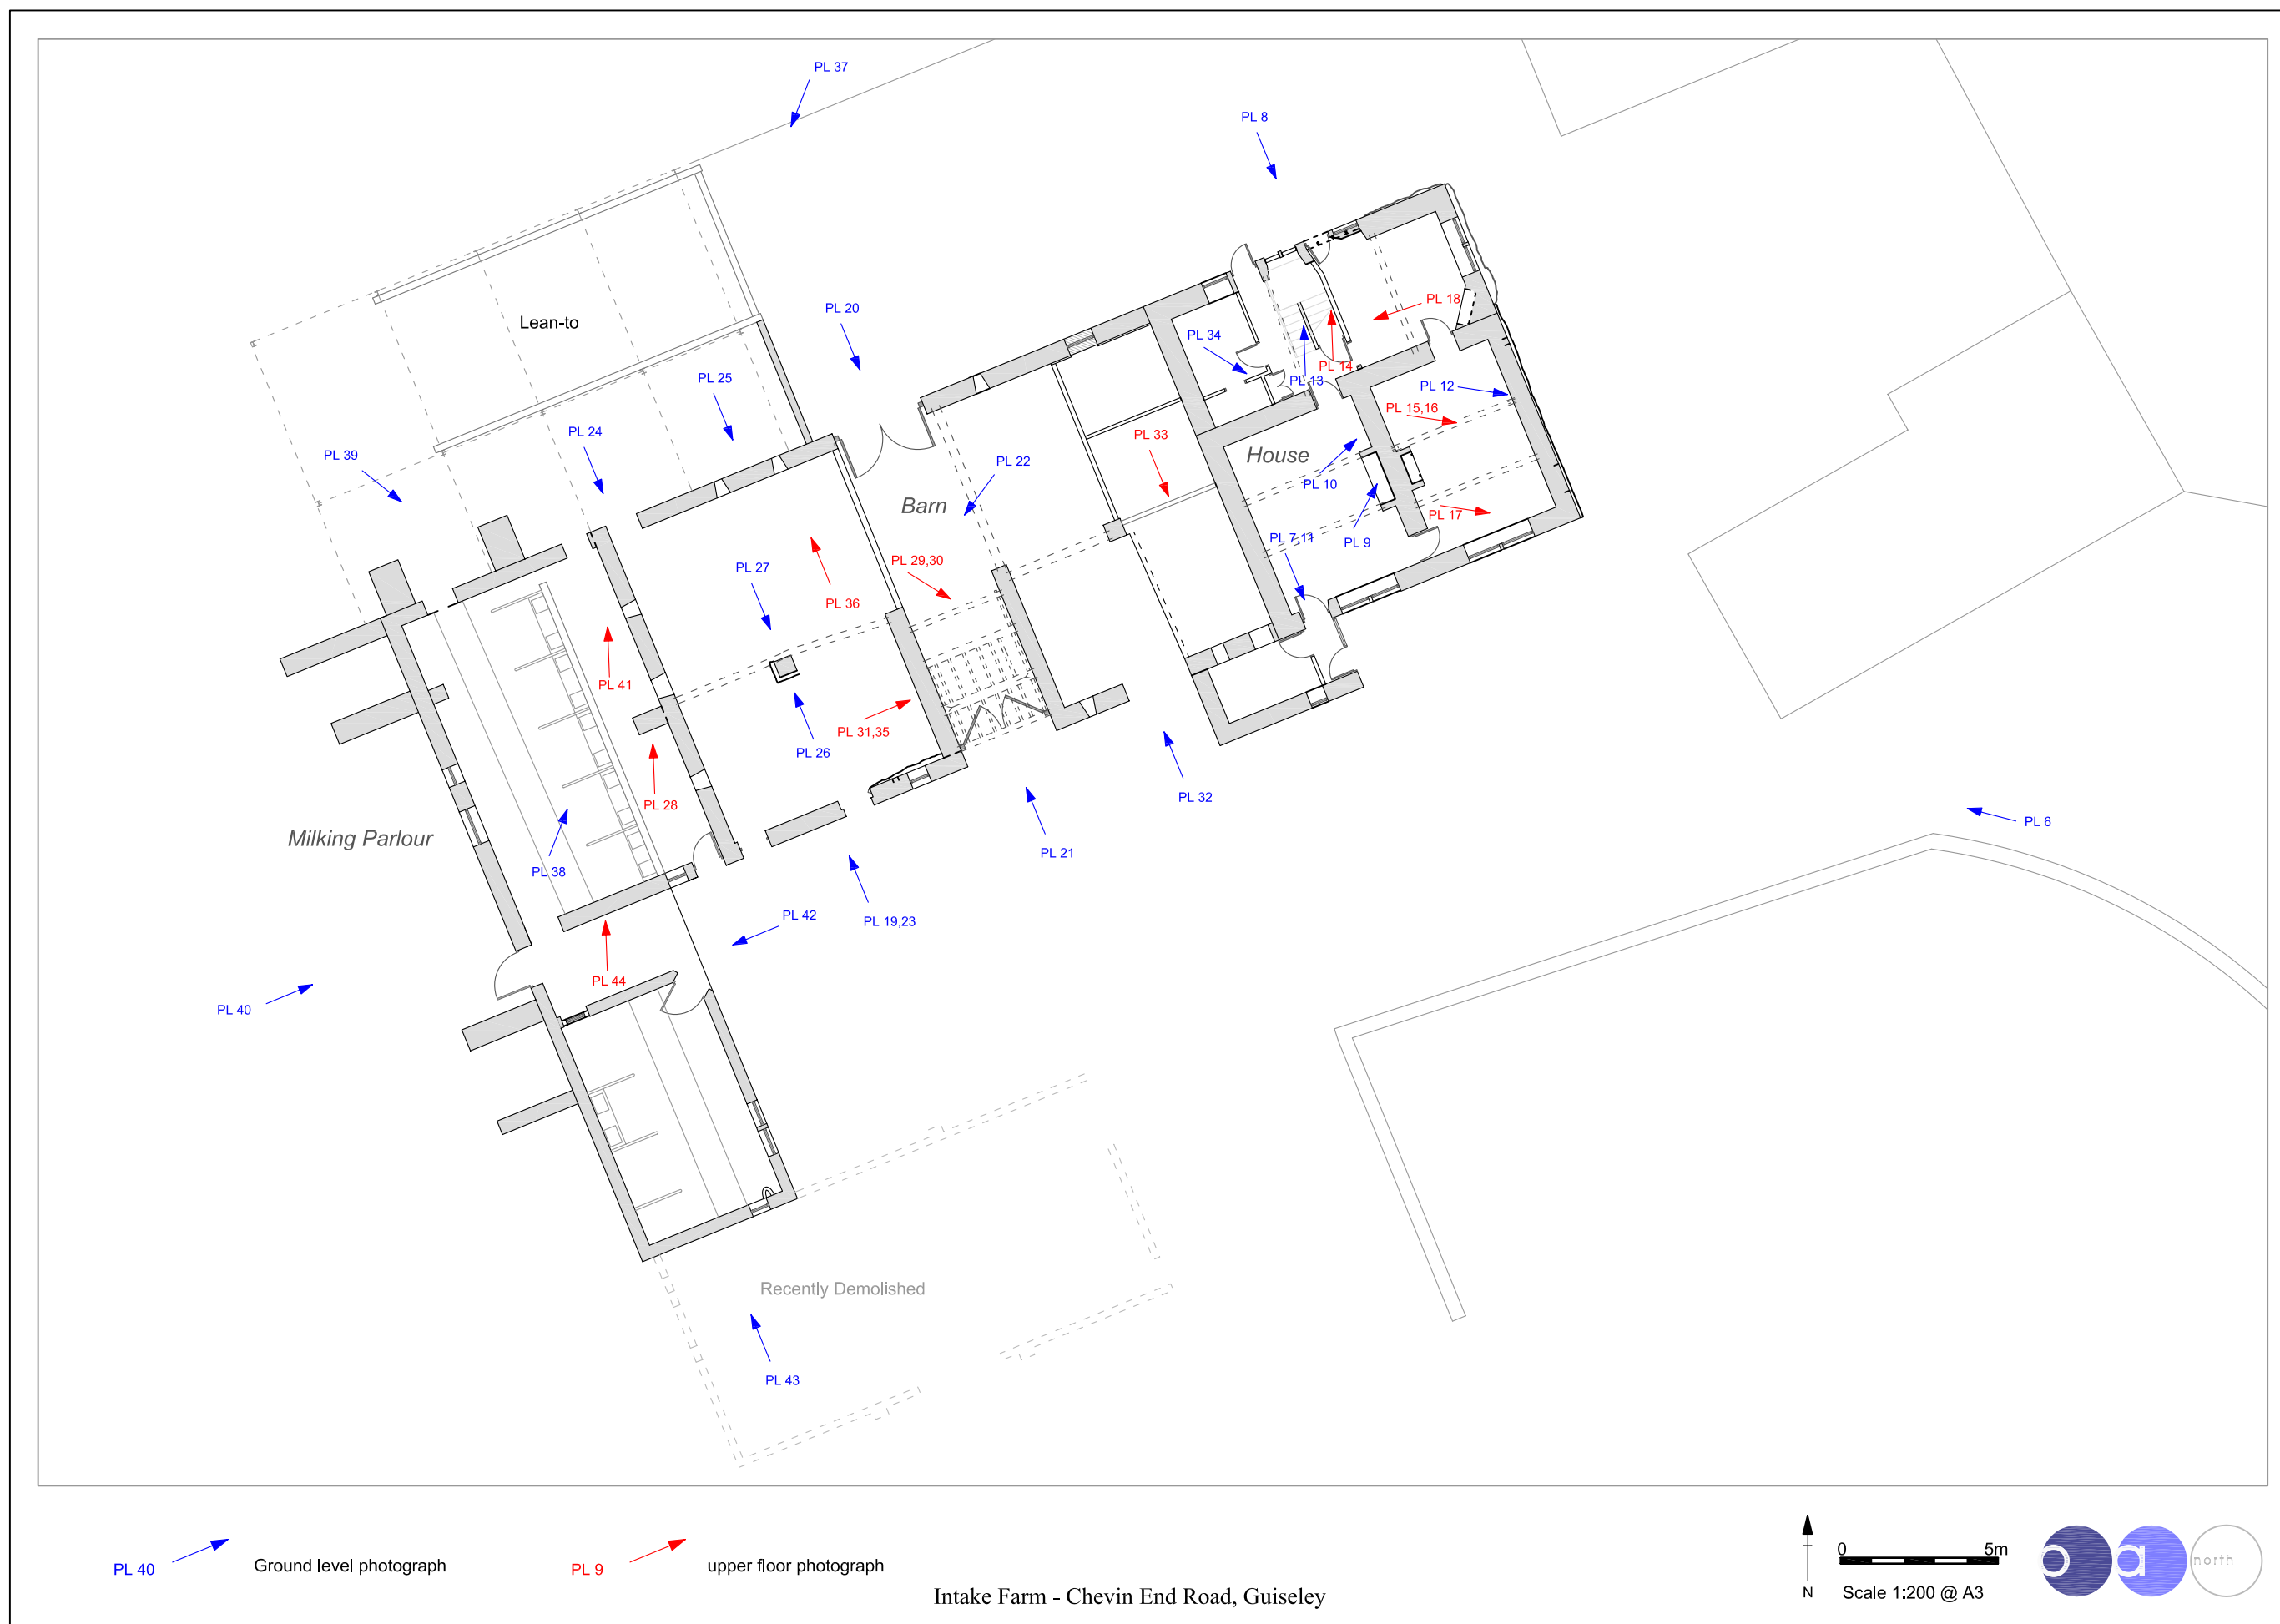 PL 37
PL 8
PL 18
PL 20
Lean-to
PL 34
PL 14
PL 13
PL 25
PL 12
PL 15,16
PL 24
PL 33
PL 39
House
PL 22
PL 10
Barn
PL 17
PL 7,11
PL 9
PL 29,30
PL 27
PL 36
PL 41
PL 31,35
PL 26
PL 32
PL 28
PL 6
Milking Parlour
PL 21
PL 38
PL 42
PL 19,23
PL 44
PL 40
Recently Demolished
PL 43
PL 40
Ground level photograph
PL 9
upper floor photograph
Intake Farm - Chevin End Road, Guiseley
N
0 5m
Scale 1:200 @ A3
oa north